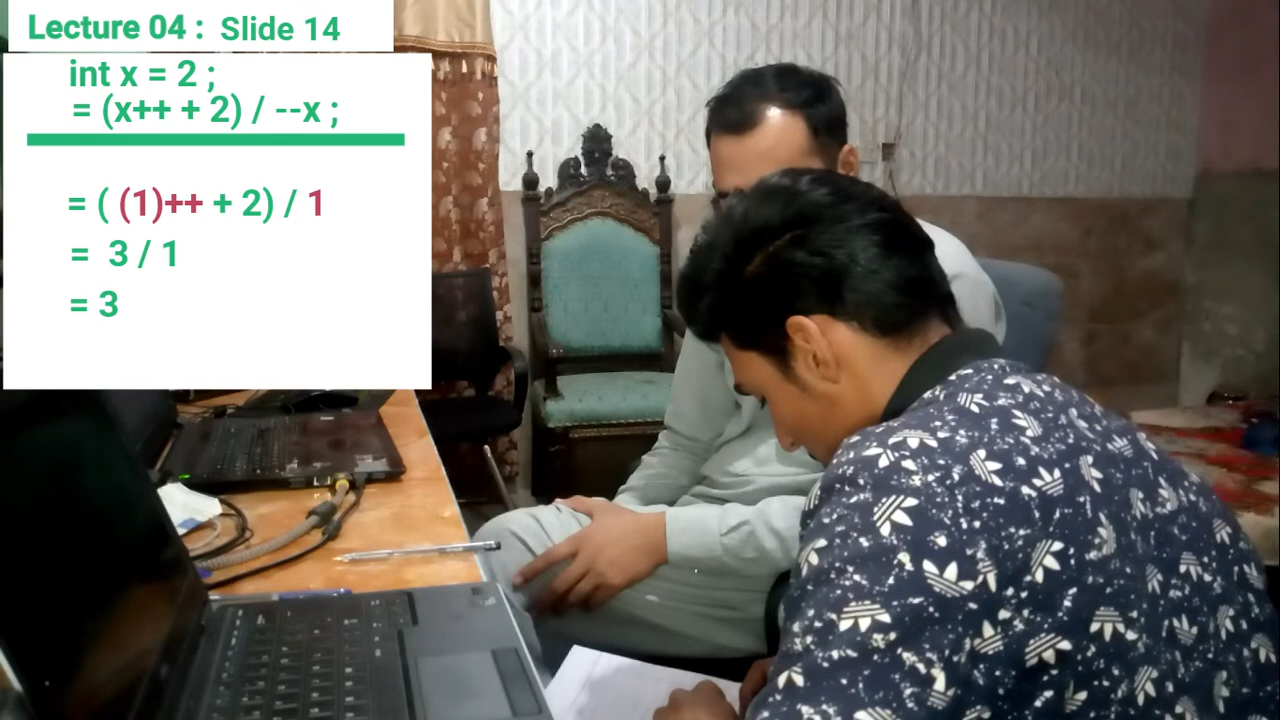 Lecture 04 : Slide 14
int x = 2 ;
= (x++ + 2) / --x ;
= ( (1)++ + 2) / 1
= 3 / 1
= 3